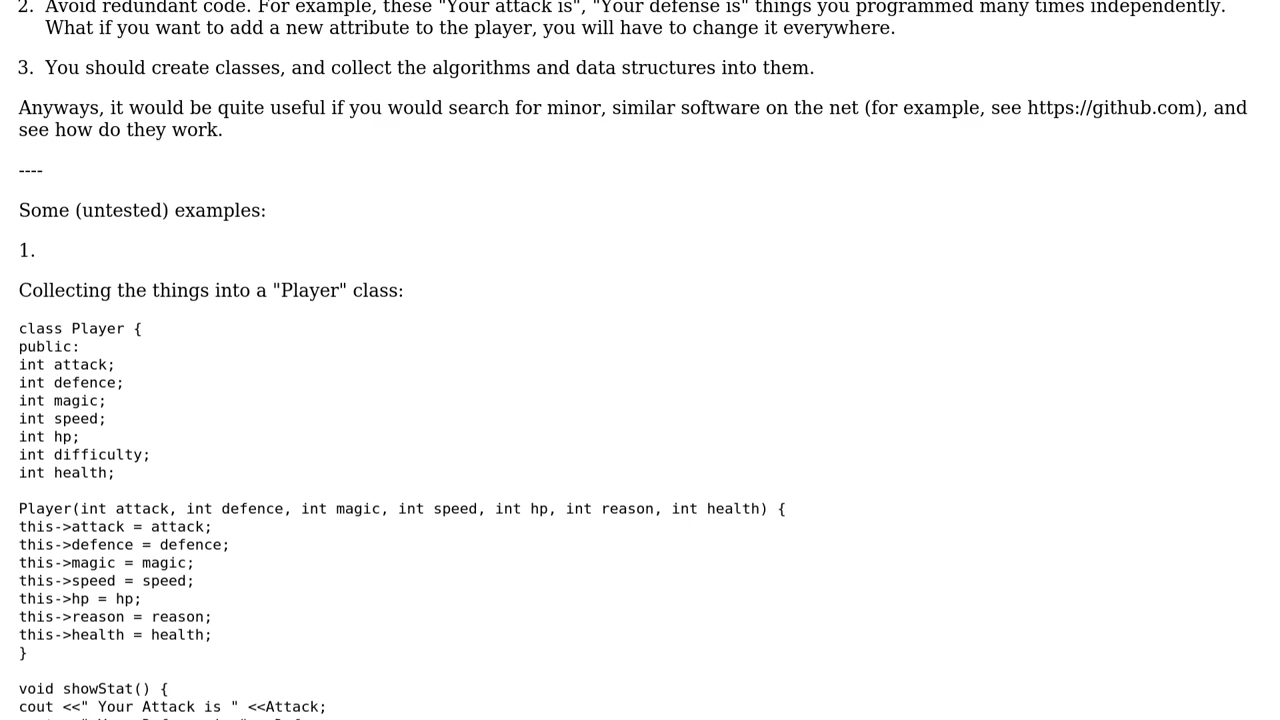 2. Avoid redundant code. For example, these "Your attack is", "Your defense is" things you programmed many times independently.
What if you want to add a new attribute to the player, you will have to change it everywhere.
3. You should create classes, and collect the algorithms and data structures into them.
Anyways, it would be quite useful if you would search for minor, similar software on the net (for example, see https://github.com), and
see how do they work.
----
Some (untested) examples:
1.
Collecting the things into a "Player" class:
class Player {
public:
int attack;
int defence;
int magic;
int speed;
int hp;
int difficulty;
int health;
Player(int attack, int defence, int magic, int speed, int hp, int reason, int health) {
this->attack = attack;
this->defence = defence;
this->magic = magic;
this->speed = speed;
this->hp = hp;
this->reason = reason;
this->health = health;
}
void showStat() {
cout <<" Your Attack is " <<Attack;